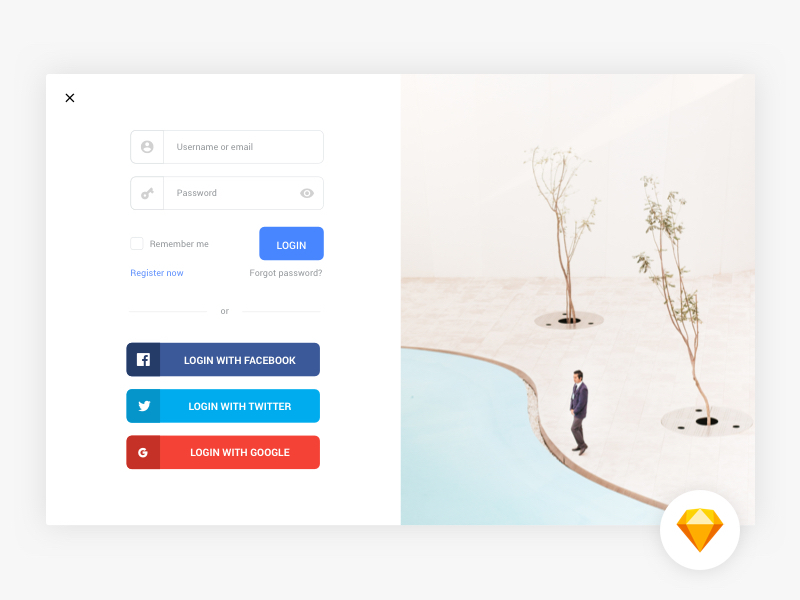 Username or email
Password
Remember me
LOGIN
Register now
Forgot password?
or
LOGIN WITH FACEBOOK
LOGIN WITH TWITTER
LOGIN WITH GOOGLE